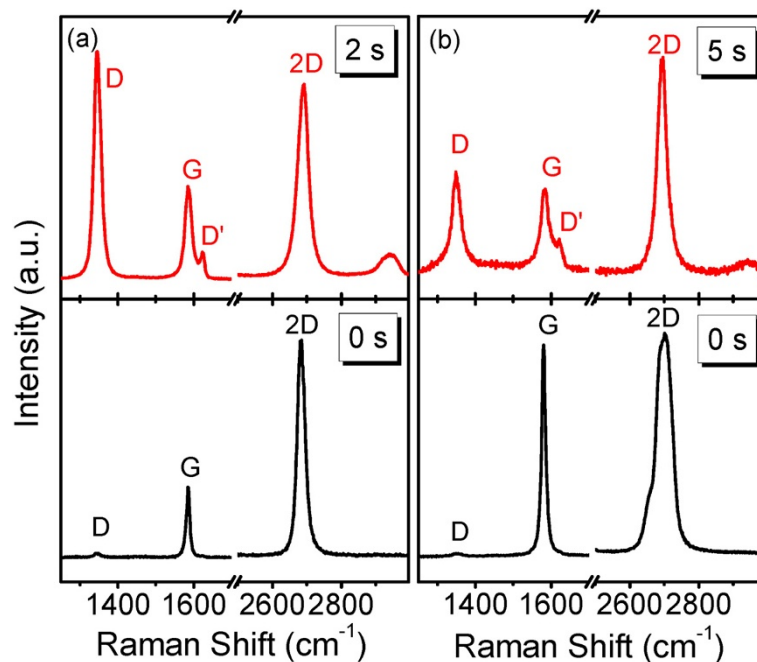 (a)
2 s
D
G
D'
2D
(b)
5 s
D
G
D'
2D
0 s
D
G
2D
0 s
D
G
2D
Intensity (a.u.)
1400 1600 2600 2800
1400 1600 2600 2800
Raman Shift (cm⁻¹)
Raman Shift (cm⁻¹)